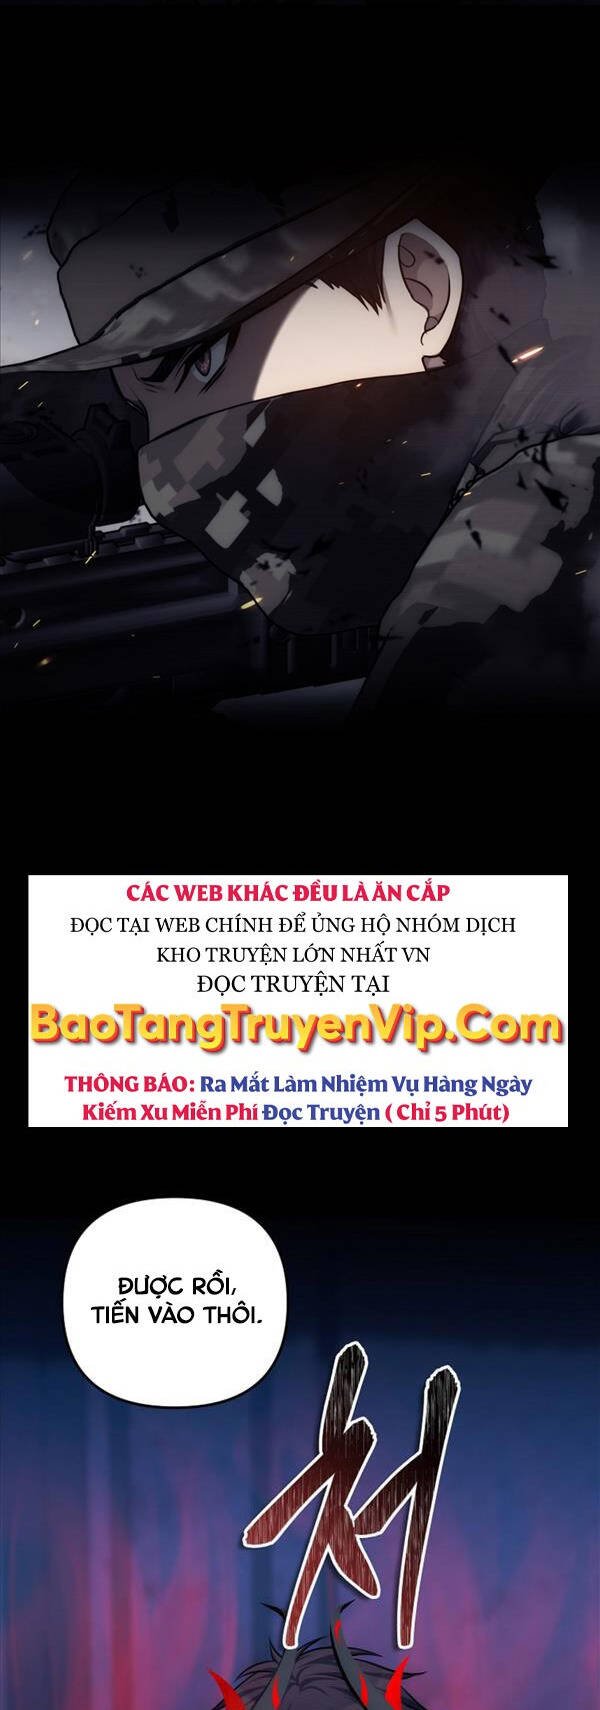 CÁC WEB KHÁC ĐỀU LÀ ĂN CẮP
ĐỌC TẠI WEB CHÍNH ĐỂ ỦNG HỘ NHÓM DỊCH
KHO TRUYỆN LỚN NHẤT VN
ĐỌC TRUYỆN TẠI
BaoTangTruyenVip.Com
THÔNG BÁO: Ra Mắt Làm Nhiệm Vụ Hàng Ngày
Kiếm Xu Miễn Phí Đọc Truyện ( Chỉ 5 Phút)
ĐƯỢC RỒI,
TIẾN VÀO THÔI.
저